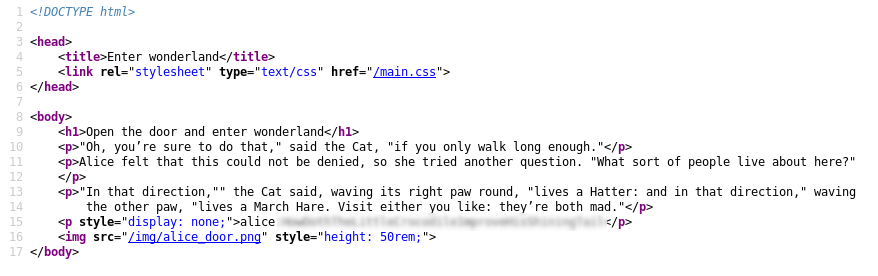 1 <!DOCTYPE html>
2
3 <head>
4 <title>Enter wonderland</title>
5 <link rel="stylesheet" type="text/css" href="/main.css">
6 </head>
7
8 <body>
9 <h1>Open the door and enter wonderland</h1>
10 <p>"Oh, you’re sure to do that," said the Cat, "if you only walk long enough."</p>
11 <p>Alice felt that this could not be denied, so she tried another question. "What sort of people live about here?"
12 </p>
13 <p>"In that direction,"" the Cat said, waving its right paw round, "lives a Hatter: and in that direction," waving
14 the other paw, "lives a March Hare. Visit either you like: they’re both mad."</p>
15 <p style="display: none;">alice </p>
16 <img src="/img/alice_door.png" style="height: 50rem;">
17 </body>